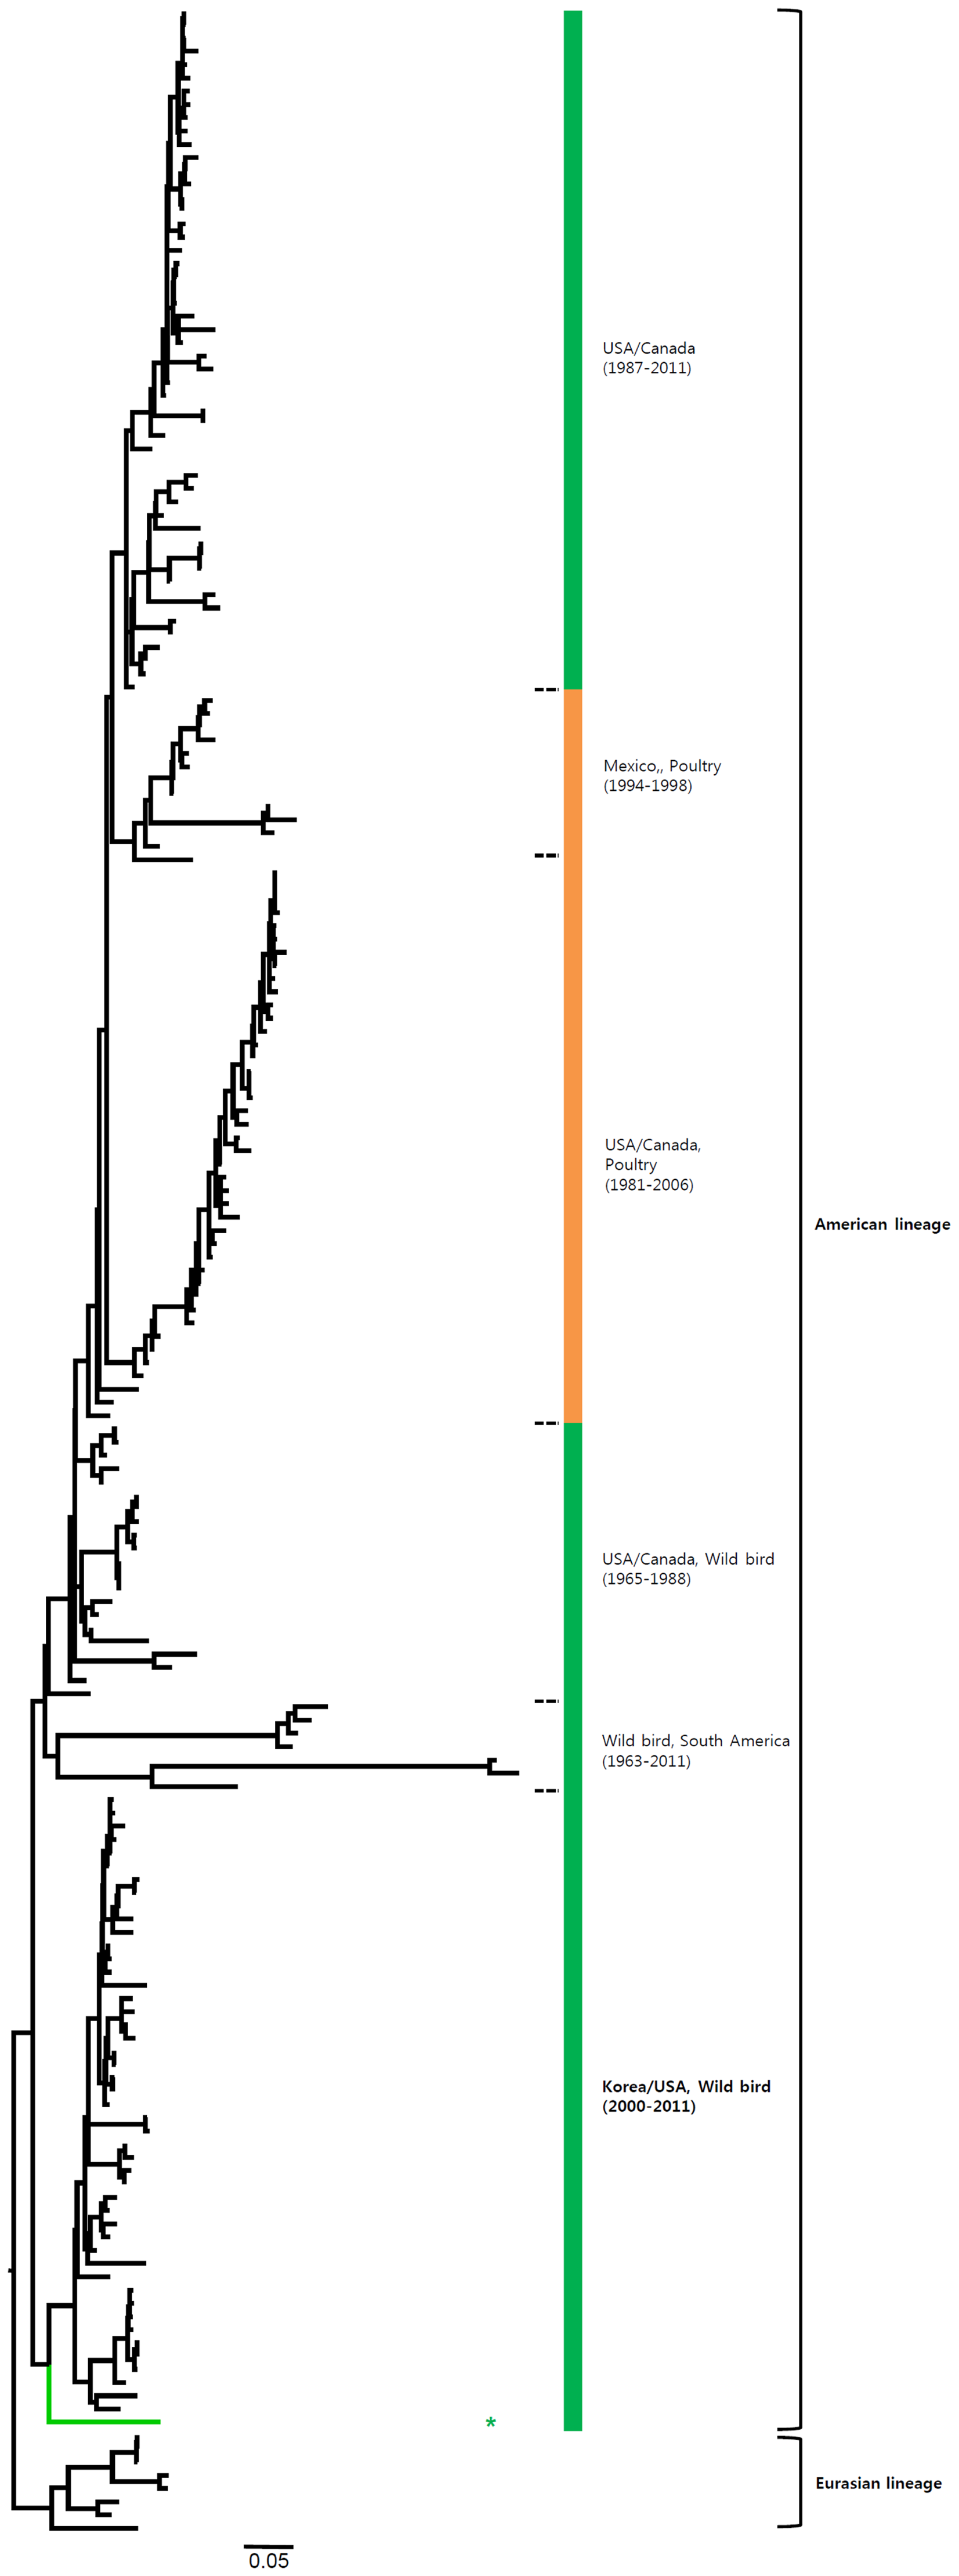 USA/Canada
(1987-2011)
Mexico,, Poultry
(1994-1998)
USA/Canada,
Poultry
(1981-2006)
American lineage
USA/Canada, Wild bird
(1965-1988)
Wild bird, South America
(1963-2011)
Korea/USA, Wild bird
(2000-2011)
*
Eurasian lineage
0.05